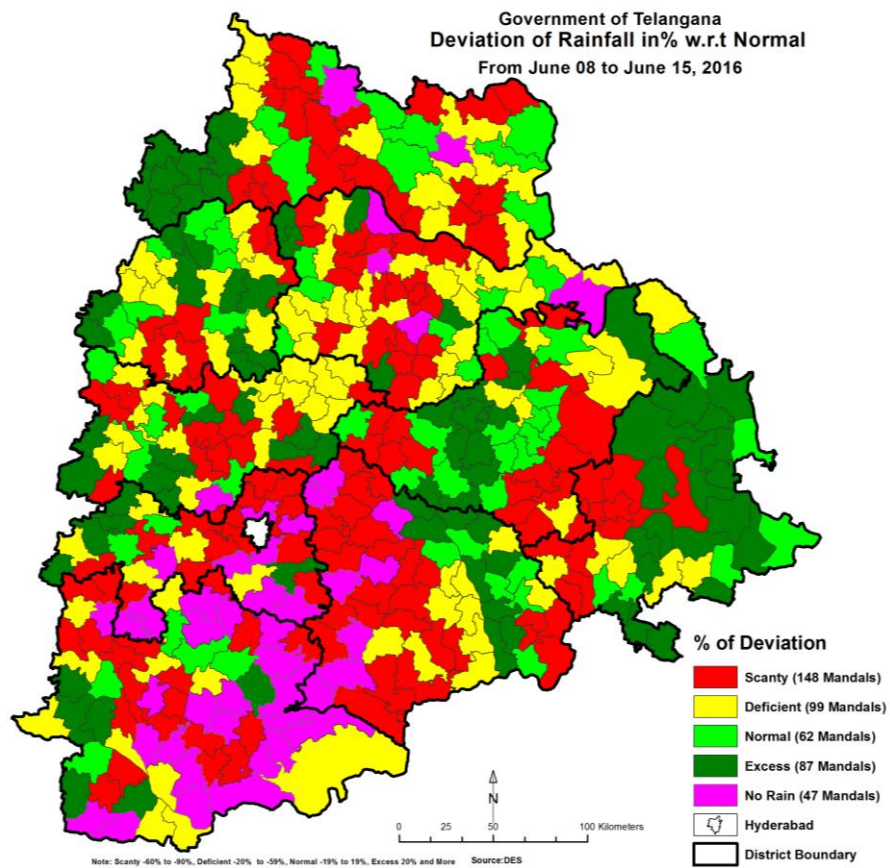 Government of Telangana
Deviation of Rainfall in% w.r.t Normal
From June 08 to June 15, 2016
% of Deviation
Scanty (148 Mandals)
Deficient (99 Mandals)
Normal (62 Mandals)
Excess (87 Mandals)
No Rain (47 Mandals)
Hyderabad
District Boundary
N
0 25 50 100 Kilometers
Note: Scanty -60% to -90%, Deficient -20% to -59%, Normal -19% to 19%, Excess 20% and More Source:DES